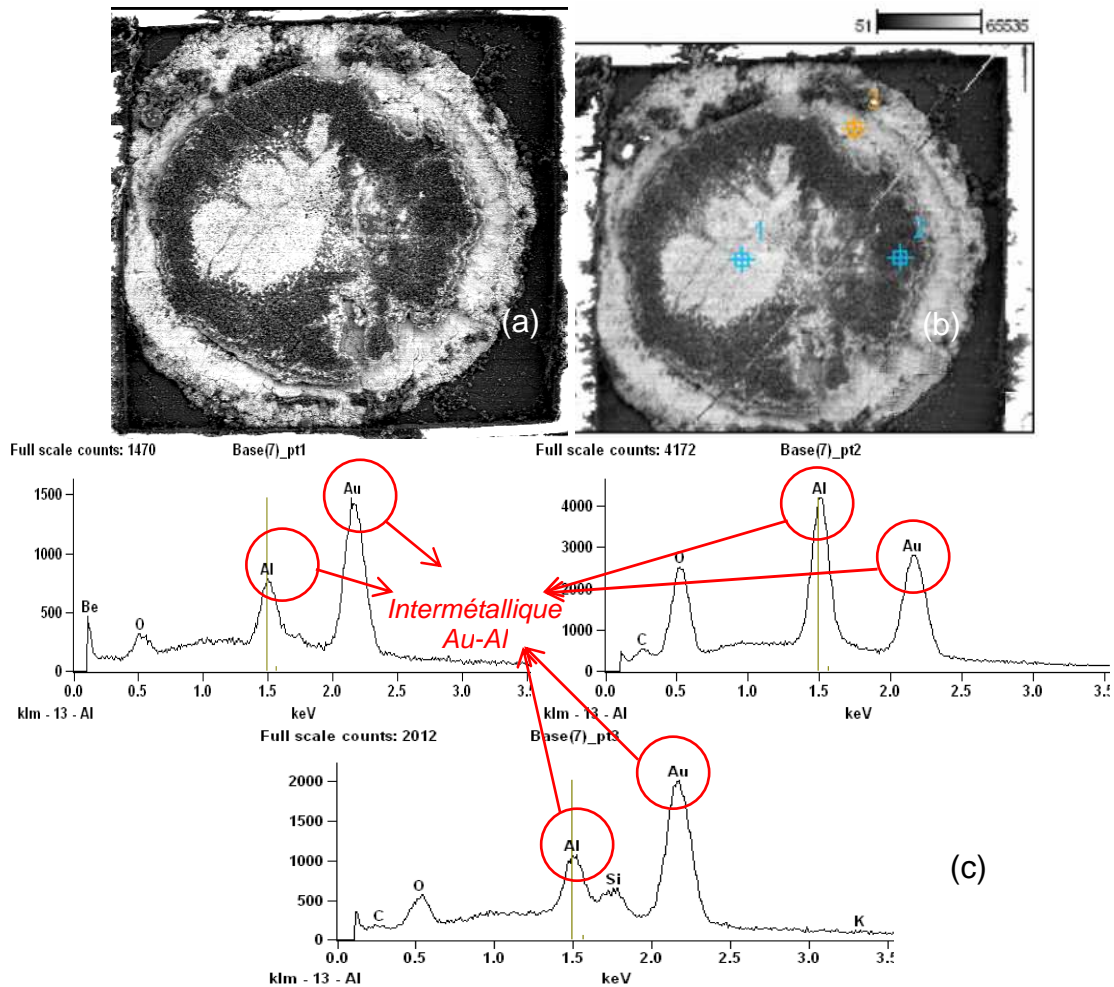 51 65535
3
1 2
(a) (b)
Full scale counts: 1470 Base(7)_pt1
Full scale counts: 4172 Base(7)_pt2
1500
1000
500
0
Be
O
Al
Au
0.0 0.5 1.0 1.5 2.0 2.5 3.0 3.5
klm - 13 - Al keV
Intermétallique
Au-Al
4000
3000
2000
1000
0
C
O
Al
Au
0.0 0.5 1.0 1.5 2.0 2.5 3.0 3.5
klm - 13 - Al keV
Full scale counts: 2012 Base(7)_pt3
2000
1500
1000
500
0
C
O
Al
Si
Au
K
(c)
0.0 0.5 1.0 1.5 2.0 2.5 3.0 3.5
klm - 13 - Al keV